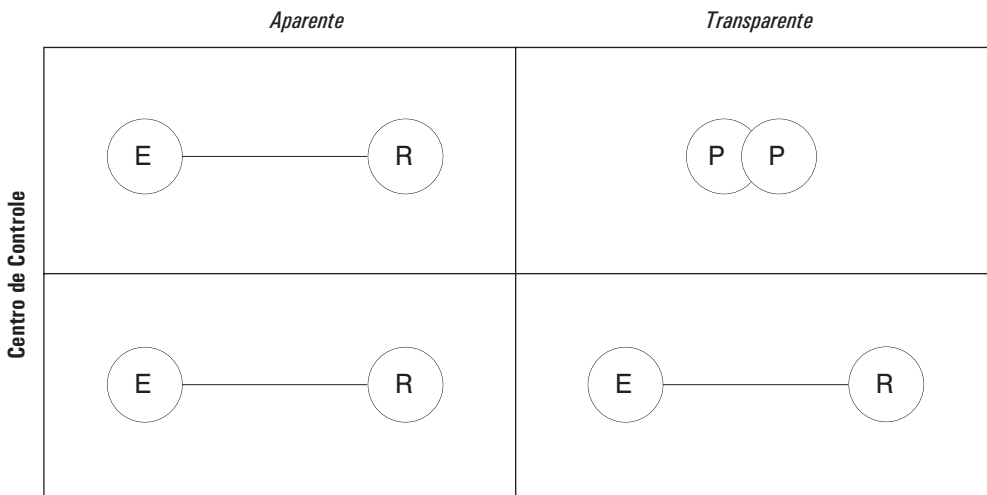 Aparente Transparente
Centro de Controle
E R P P
E R E R